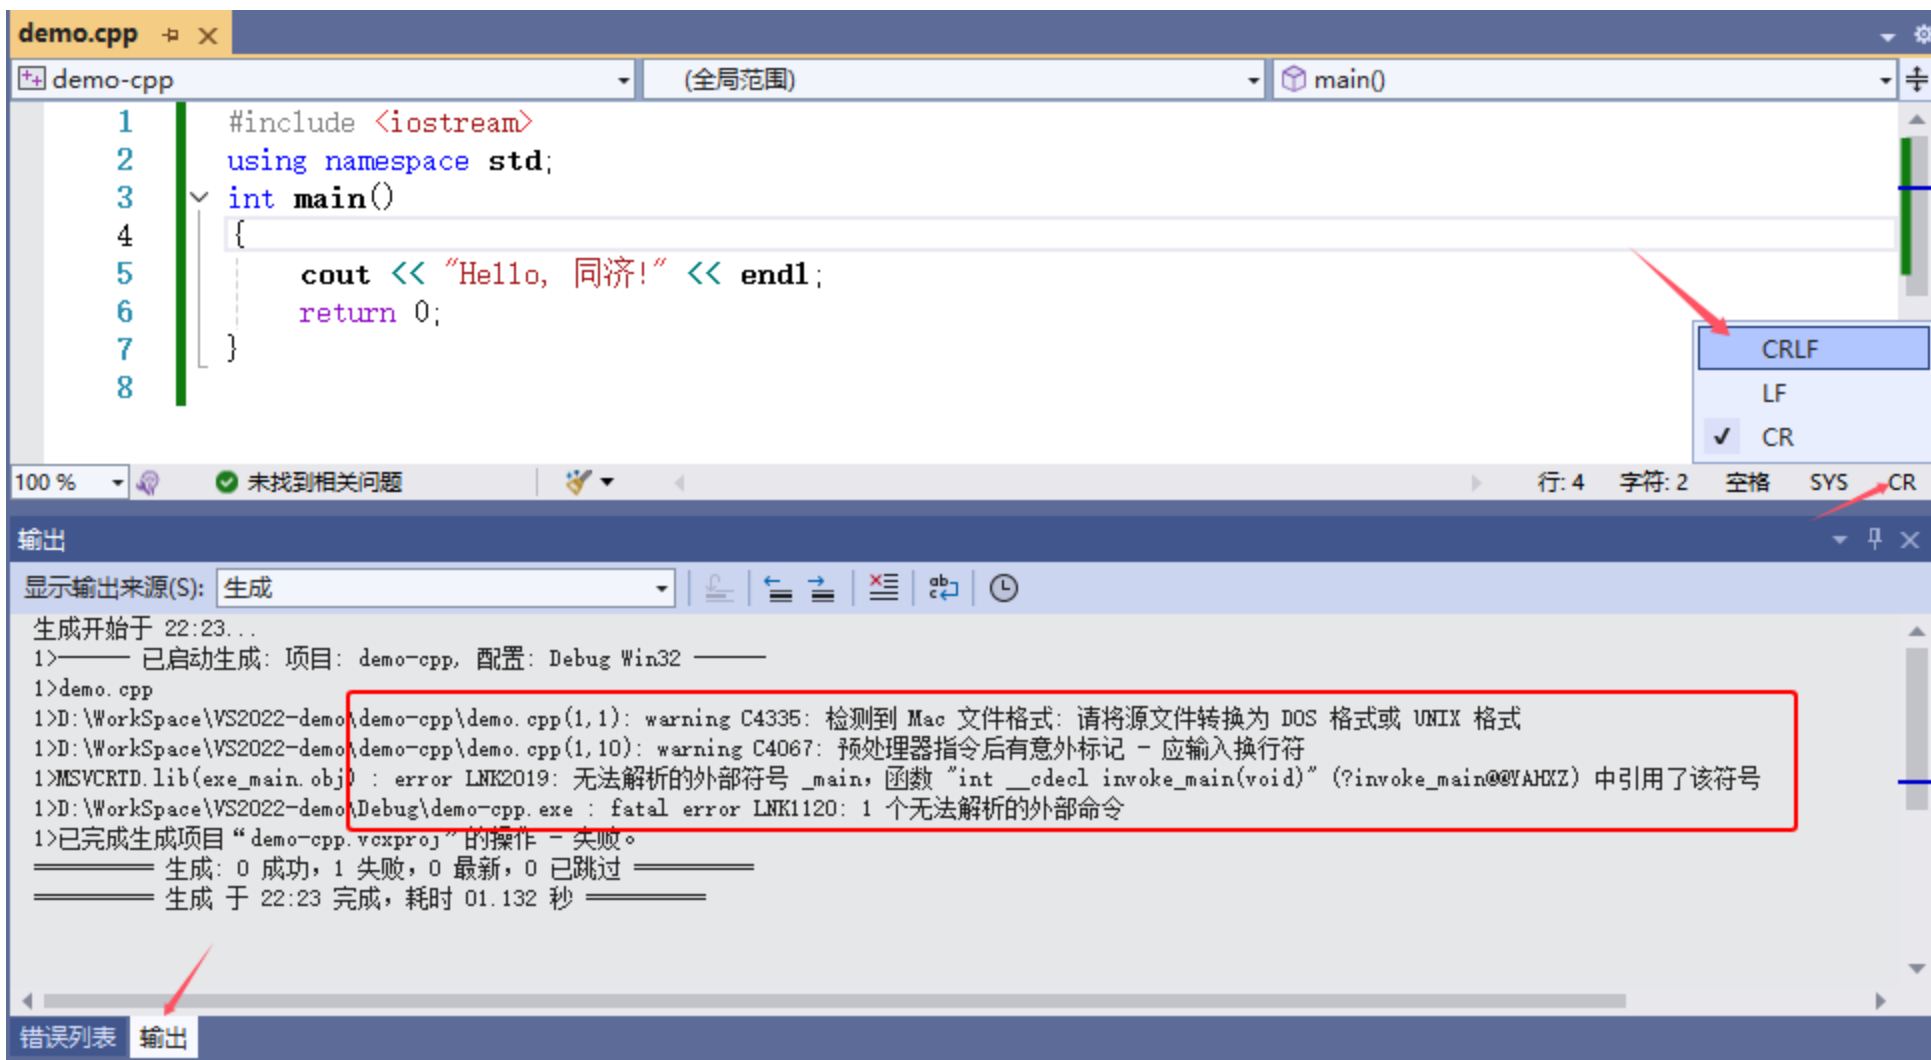 demo.cpp
demo-cpp (全局范围) main()
1 #include <iostream>
2 using namespace std;
3 int main()
4 {
5 cout << "Hello, 同济!" << endl;
6 return 0;
7 }
8
CRLF
LF
CR
100 % 未找到相关问题 行: 4 字符: 2 空格 SYS CR
输出
显示输出来源(S): 生成
生成开始于 22:23...
1>------ 已启动生成: 项目: demo-cpp, 配置: Debug Win32 ------
1>demo.cpp
1>D:\WorkSpace\VS2022-demo\demo-cpp\demo.cpp(1,1): warning C4335: 检测到 Mac 文件格式: 请将源文件转换为 DOS 格式或 UNIX 格式
1>D:\WorkSpace\VS2022-demo\demo-cpp\demo.cpp(1,10): warning C4067: 预处理器指令后有意外标记 - 应输入换行符
1>MSVCRTD.lib(exe_main.obj) : error LNK2019: 无法解析的外部符号 _main，函数 "int __cdecl invoke_main(void)" (?invoke_main@@YAHXZ) 中引用了该符号
1>D:\WorkSpace\VS2022-demo\Debug\demo-cpp.exe : fatal error LNK1120: 1 个无法解析的外部命令
1>已完成生成项目“demo-cpp.vcxproj”的操作 - 失败。
========== 生成: 0 成功，1 失败，0 最新，0 已跳过 ==========
========== 生成 于 22:23 完成，耗时 01.132 秒 ==========
错误列表 输出